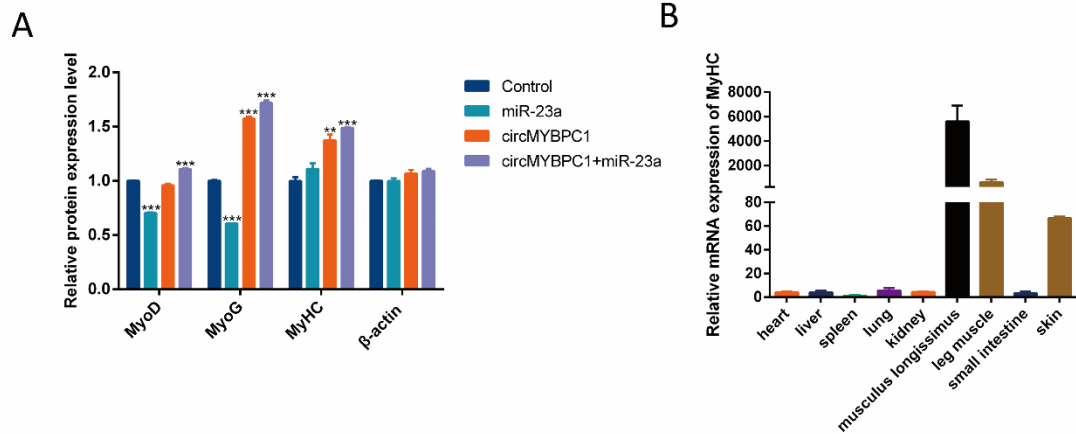 A
Relative protein expression level
2.0
1.5
1.0
0.5
0.0
***
***
***
***
***
**
***
MyoD
MyoG
MyHC
β-actin
Control
miR-23a
circMYBPC1
circMYBPC1+miR-23a
B
Relative mRNA expression of MyHC
8000
6000
4000
2000
80
60
40
20
0
heart
liver
spleen
lung
kidney
musculus longissimus
leg muscle
small intestine
skin